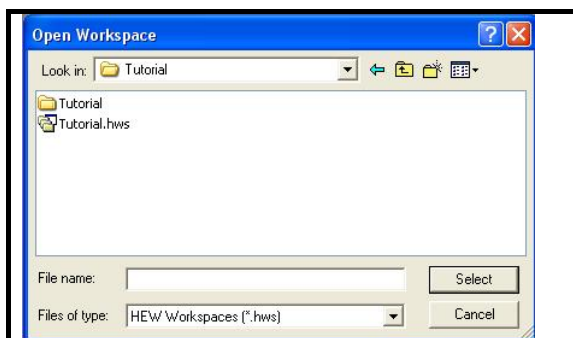 Open Workspace
Look in: Tutorial
Tutorial
Tutorial.hws
File name:
Select
Files of type: HEW Workspaces (*.hws)
Cancel